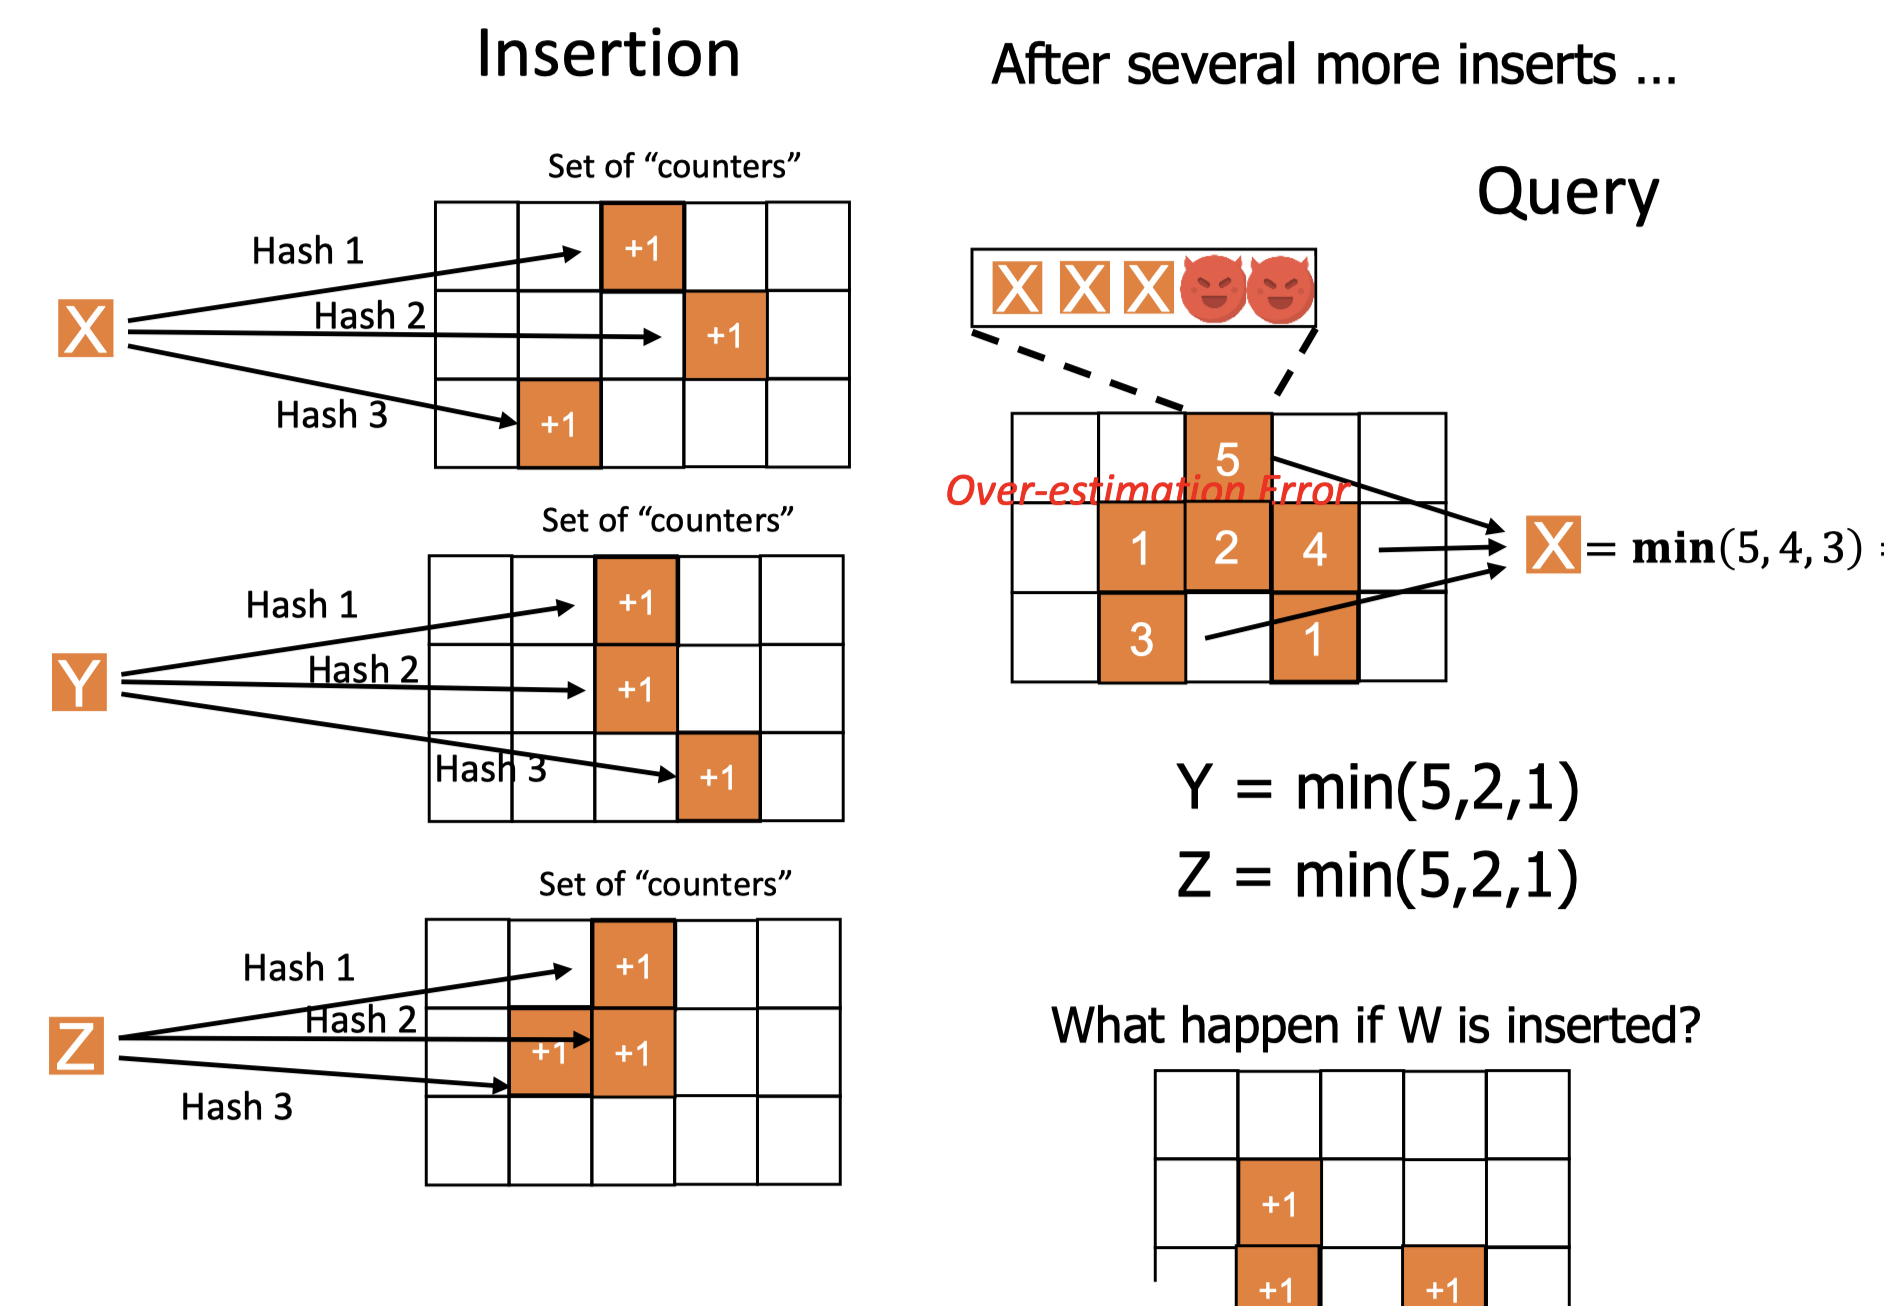 Insertion
Set of “counters”
Hash 1
+1
Hash 2
X
+1
Hash 3
+1
Set of “counters”
Hash 1
+1
Hash 2
Y
+1
Hash 3
+1
Set of “counters”
Hash 1
+1
Hash 2
Z
+1 +1
Hash 3
After several more inserts ...
Query
X X X
5
Over-estimation Error
1 2 4
X = min(5, 4, 3) =
3 1
Y = min(5,2,1)
Z = min(5,2,1)
What happen if W is inserted?
+1
+1 +1